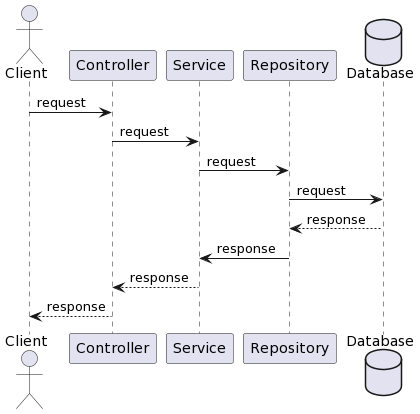 Client
Controller
Service
Repository
Database
request
request
request
request
response
response
response
response
Client
Controller
Service
Repository
Database